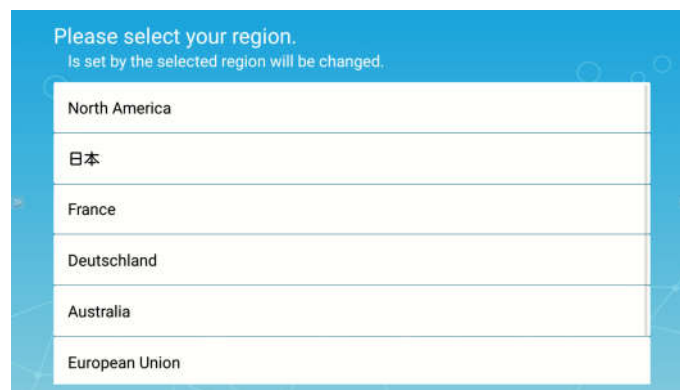 Please select your region.
Is set by the selected region will be changed.
North America
日本
France
Deutschland
Australia
European Union